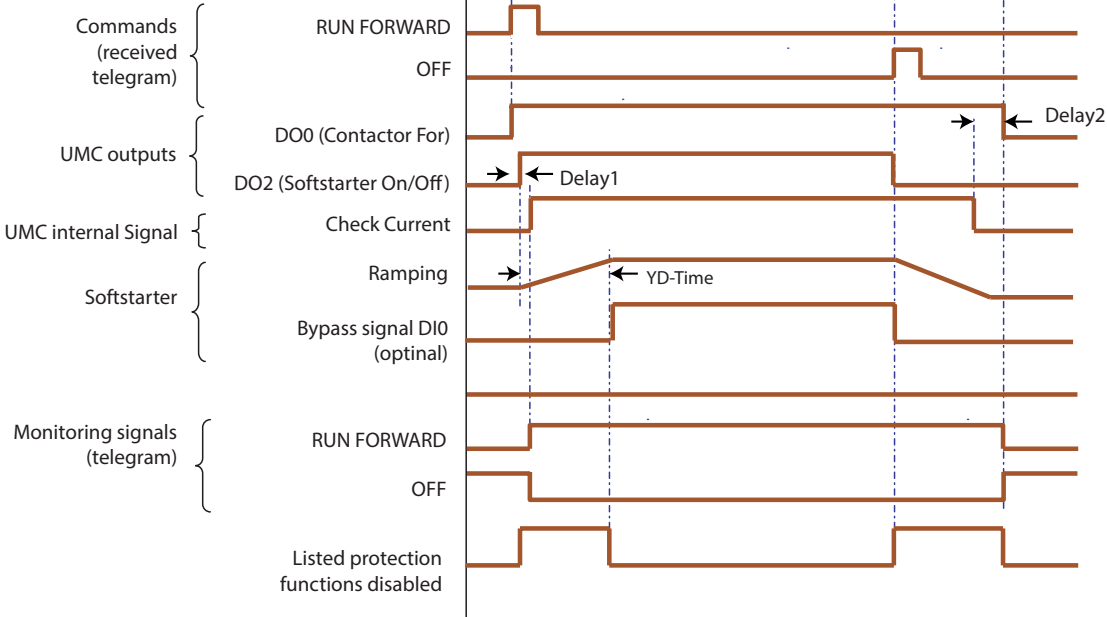 Commands
(received
telegram)
RUN FORWARD
OFF
UMC outputs
DO0 (Contactor For)
Delay2
DO2 (Softstarter On/Off)
Delay1
UMC internal Signal
Check Current
Softstarter
Ramping
YD-Time
Bypass signal DI0
(optinal)
Monitoring signals
(telegram)
RUN FORWARD
OFF
Listed protection
functions disabled